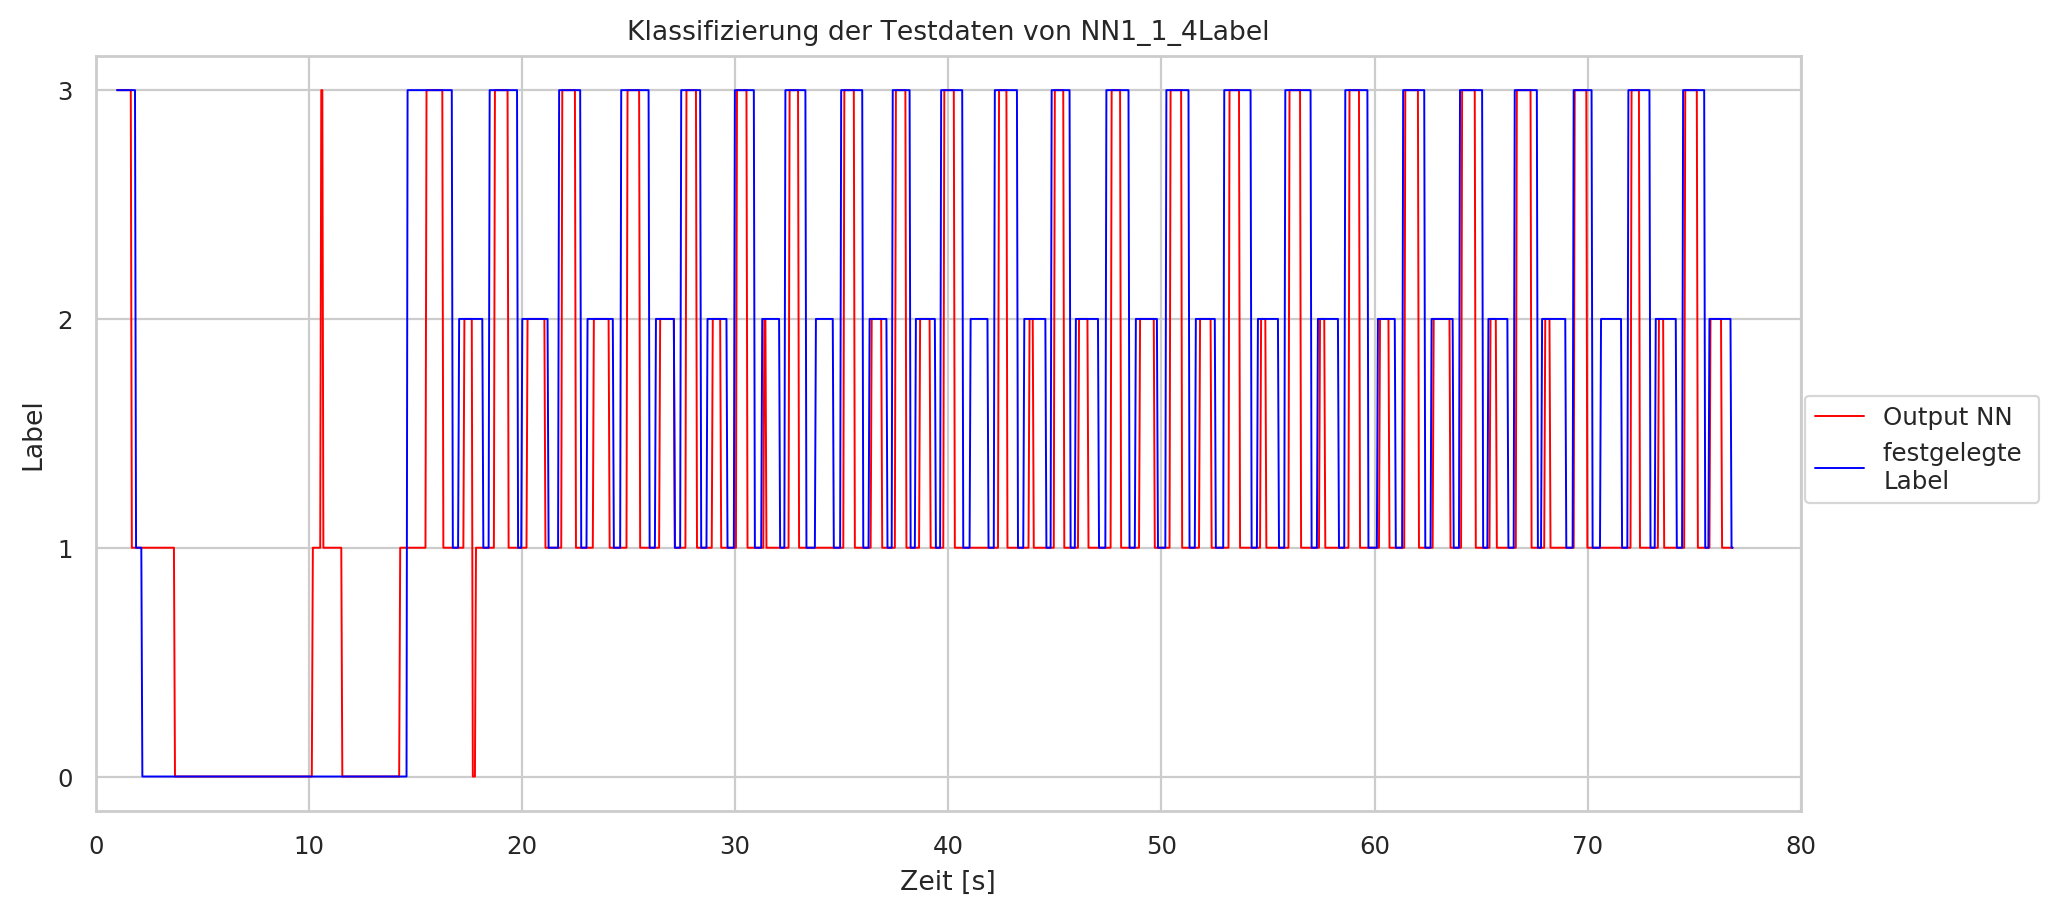 Klassifizierung der Testdaten von NN1_1_4Label
Label
3
2
1
0
0 10 20 30 40 50 60 70 80
Zeit [s]
Output NN
festgelegte
Label